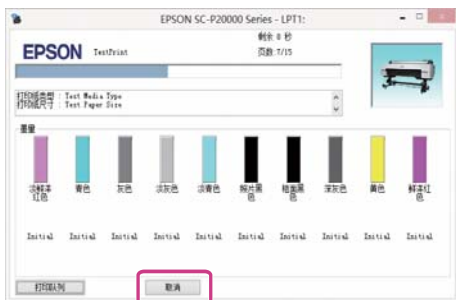 EPSON SC-P20000 Series - LPT1:
EPSON TestPrint
剩余 0 秒
页数:7/15
打印纸类型 : Test Media Type
打印纸尺寸 : Test Paper Size
墨量
淡鲜洋红色 青色 灰色 淡灰色 淡青色 照片黑色 粗面黑色 深灰色 黄色 鲜洋红色
Initial Initial Initial Initial Initial Initial Initial Initial Initial Initial
打印队列 取消